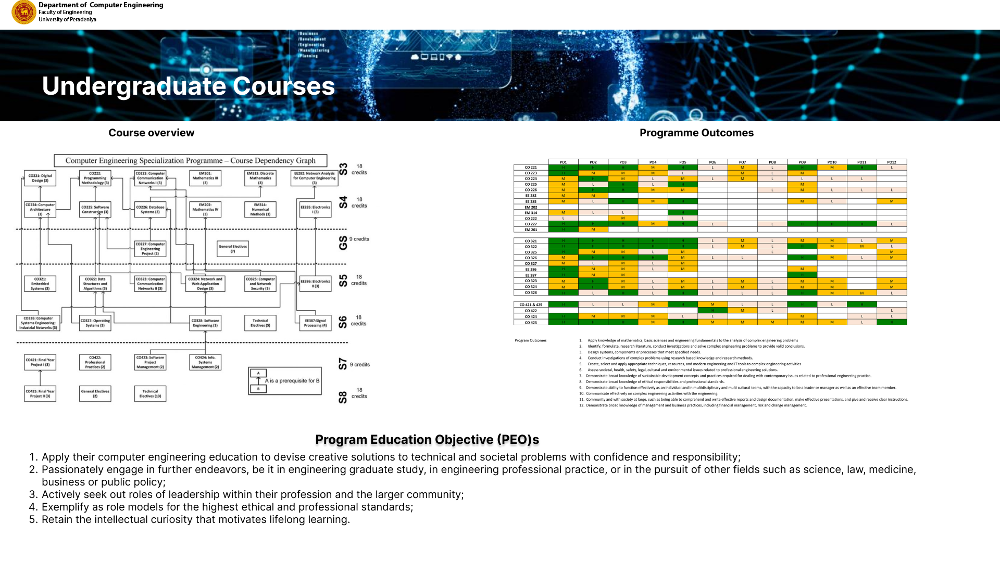 Department of Computer Engineering
Faculty of Engineering
University of Peradeniya
/Business
/Development
/Engineering
/Manufacturing
/Planning
Undergraduate Courses
Course overview
Computer Engineering Specialization Programme – Course Dependency Graph
S3
18
credits
CO221: Digital
Design (3)
CO222:
Programming
Methodology (3)
CO223: Computer
Communication
Networks I (3)
EM201:
Mathematics III
(3)
EM313: Discrete
Mathematics
(3)
EE282: Network Analysis
for Computer Engineering
(3)
S4
18
credits
CO224: Computer
Architecture
(3)
CO225: Software
Construction (3)
CO226: Database
Systems (3)
EM202:
Mathematics IV
(3)
EM314:
Numerical
Methods (3)
EE285: Electronics
I (3)
GS
9 credits
CO227: Computer
Engineering
Project (2)
General Electives
(7)
S5
18
credits
CO321:
Embedded
Systems (3)
CO322: Data
Structures and
Algorithms (3)
CO323: Computer
Communication
Networks II (3)
CO324: Network and
Web Application
Design (3)
CO325: Computer
and Network
Security (3)
EE386: Electronics
II (3)
S6
18
credits
CO326: Computer
Systems Engineering:
Industrial Networks (3)
CO327: Operating
Systems (3)
CO328: Software
Engineering (3)
Technical
Electives (5)
EE387:Signal
Processing (4)
S7
9 credits
CO421: Final Year
Project I (3)
CO422:
Professional
Practices (2)
CO423: Software
Project
Management (2)
CO424: Info.
Systems
Management (2)
A
B
A is a prerequisite for B
S8
18
credits
CO425: Final Year
Project II (3)
General Electives
(2)
Technical
Electives (13)
Programme Outcomes
PO1 PO2 PO3 PO4 PO5 PO6 PO7 PO8 PO9 PO10 PO11 PO12
CO 221 H H H M H L M L H M H L
CO 223 H M M M L M L M
CO 224 M H M L M L M L L L L
CO 225 M L H L H M
CO 226 M H H M M L M L L L
EE 282 M M
EE 285 M L H M H M L M
EM 202
EM 314 M L L H
CO 222 L M L
CO 227 H H H M H L L H H H L
EM 201 H M
CO 321 H H H H H L M L M M L M
CO 322 H H H H H L M L H M M L
CO 325 H M M L M L M
CO 326 M H H H M L L H M L M
CO 327 M L M L M
EE 386 H M M L M M
EE 387 H M M H
CO 323 M H M L M L M L M M M
CO 324 M H M L M L M L M M M
CO 328 H L H L H L L L H M M L
CO 421 & 425 H L L M H M L L H L H
CO 422 H M L L
CO 424 H M M M L L M L L
CO 423 H H H M H M M M M M L H
Program Outcomes
1. Apply knowledge of mathematics, basic sciences and engineering fundamentals to the analysis of complex engineering problems
2. Identify, formulate, research literature, conduct investigations and solve complex engineering problems to provide valid conclusions.
3. Design systems, components or processes that meet specified needs.
4. Conduct investigations of complex problems using research based knowledge and research methods.
5. Create, select and apply appropriate techniques, resources, and modern engineering and IT tools to complex engineering activities
6. Assess societal, health, safety, legal, cultural and environmental issues related to professional engineering solutions.
7. Demonstrate broad knowledge of sustainable development concepts and practices required for dealing with contemporary issues related to professional engineering practice.
8. Demonstrate broad knowledge of ethical responsibilities and professional standards.
9. Demonstrate ability to function effectively as an individual and in multidisciplinary and multi cultural teams, with the capacity to be a leader or manager as well as an effective team member.
10. Communicate effectively on complex engineering activities with the engineering
11. Community and with society at large, such as being able to comprehend and write effective reports and design documentation, make effective presentations, and give and receive clear instructions.
12. Demonstrate broad knowledge of management and business practices, including financial management, risk and change management.
Program Education Objective (PEO)s
1. Apply their computer engineering education to devise creative solutions to technical and societal problems with confidence and responsibility;
2. Passionately engage in further endeavors, be it in engineering graduate study, in engineering professional practice, or in the pursuit of other fields such as science, law, medicine,
business or public policy;
3. Actively seek out roles of leadership within their profession and the larger community;
4. Exemplify as role models for the highest ethical and professional standards;
5. Retain the intellectual curiosity that motivates lifelong learning.